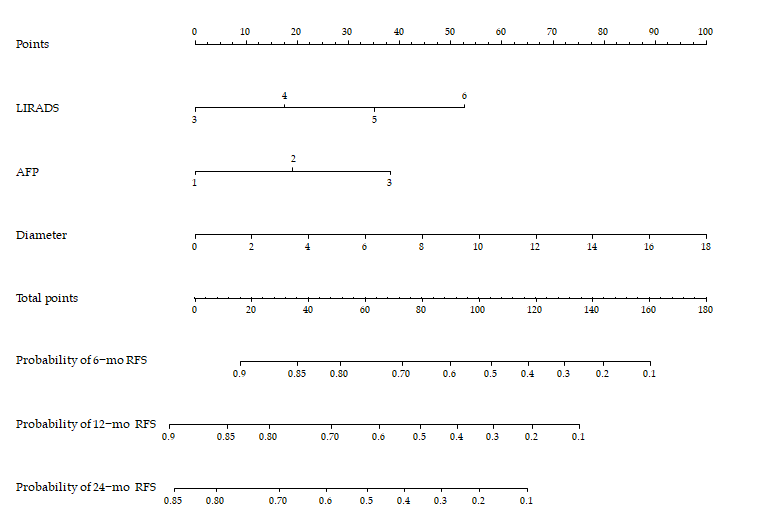 0 10 20 30 40 50 60 70 80 90 100
Points
4 6
LIRADS
3 5
2
AFP
1 3
Diameter
0 2 4 6 8 10 12 14 16 18
Total points
0 20 40 60 80 100 120 140 160 180
Probability of 6−mo RFS
0.9 0.85 0.80 0.70 0.6 0.5 0.4 0.3 0.2 0.1
Probability of 12−mo RFS
0.9 0.85 0.80 0.70 0.6 0.5 0.4 0.3 0.2 0.1
Probability of 24−mo RFS
0.85 0.80 0.70 0.6 0.5 0.4 0.3 0.2 0.1